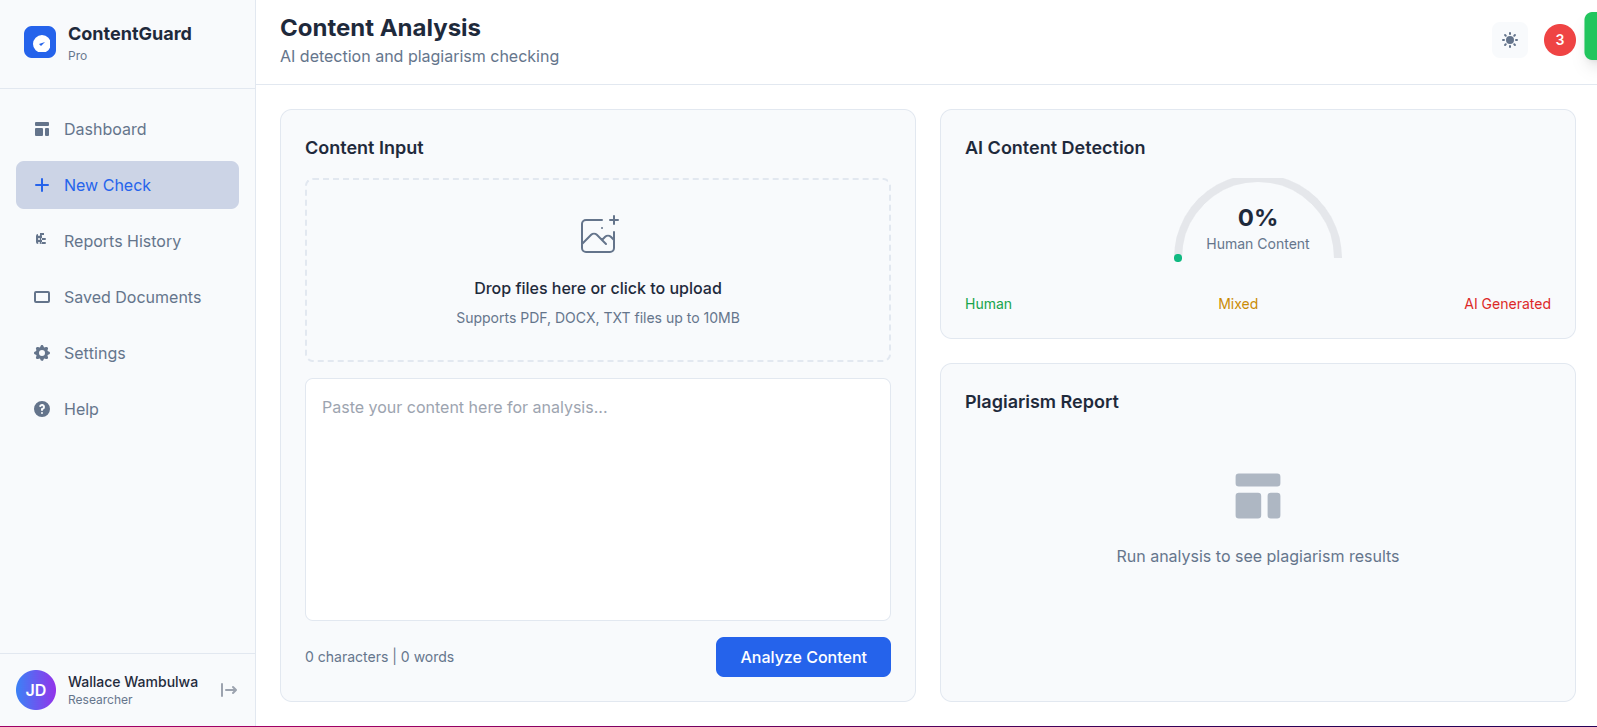 ContentGuard
Pro
Dashboard
New Check
Reports History
Saved Documents
Settings
Help
JD
Wallace Wambulwa
Researcher
Content Analysis
AI detection and plagiarism checking
3
Content Input
Drop files here or click to upload
Supports PDF, DOCX, TXT files up to 10MB
Paste your content here for analysis...
0 characters | 0 words
Analyze Content
AI Content Detection
0%
Human Content
Human
Mixed
AI Generated
Plagiarism Report
Run analysis to see plagiarism results